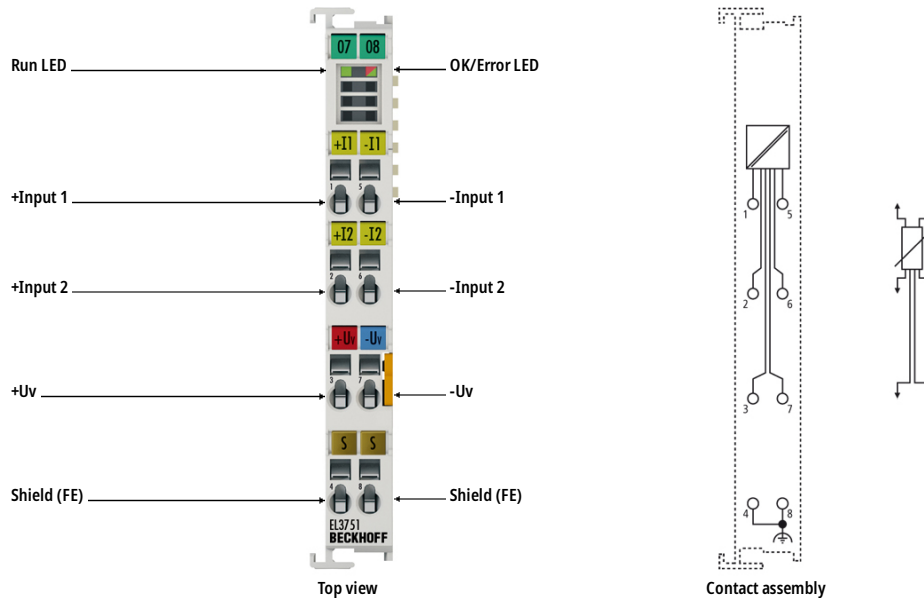 07 08
Run LED
OK/Error LED
+I1 -I1
1 5
+Input 1
-Input 1
+I2 -I2
2 6
+Input 2
-Input 2
+Uv -Uv
3 7
+Uv
-Uv
S S
4 8
Shield (FE)
Shield (FE)
EL3751
BECKHOFF
Top view
1 5
2 6
3 7
4 8
Contact assembly